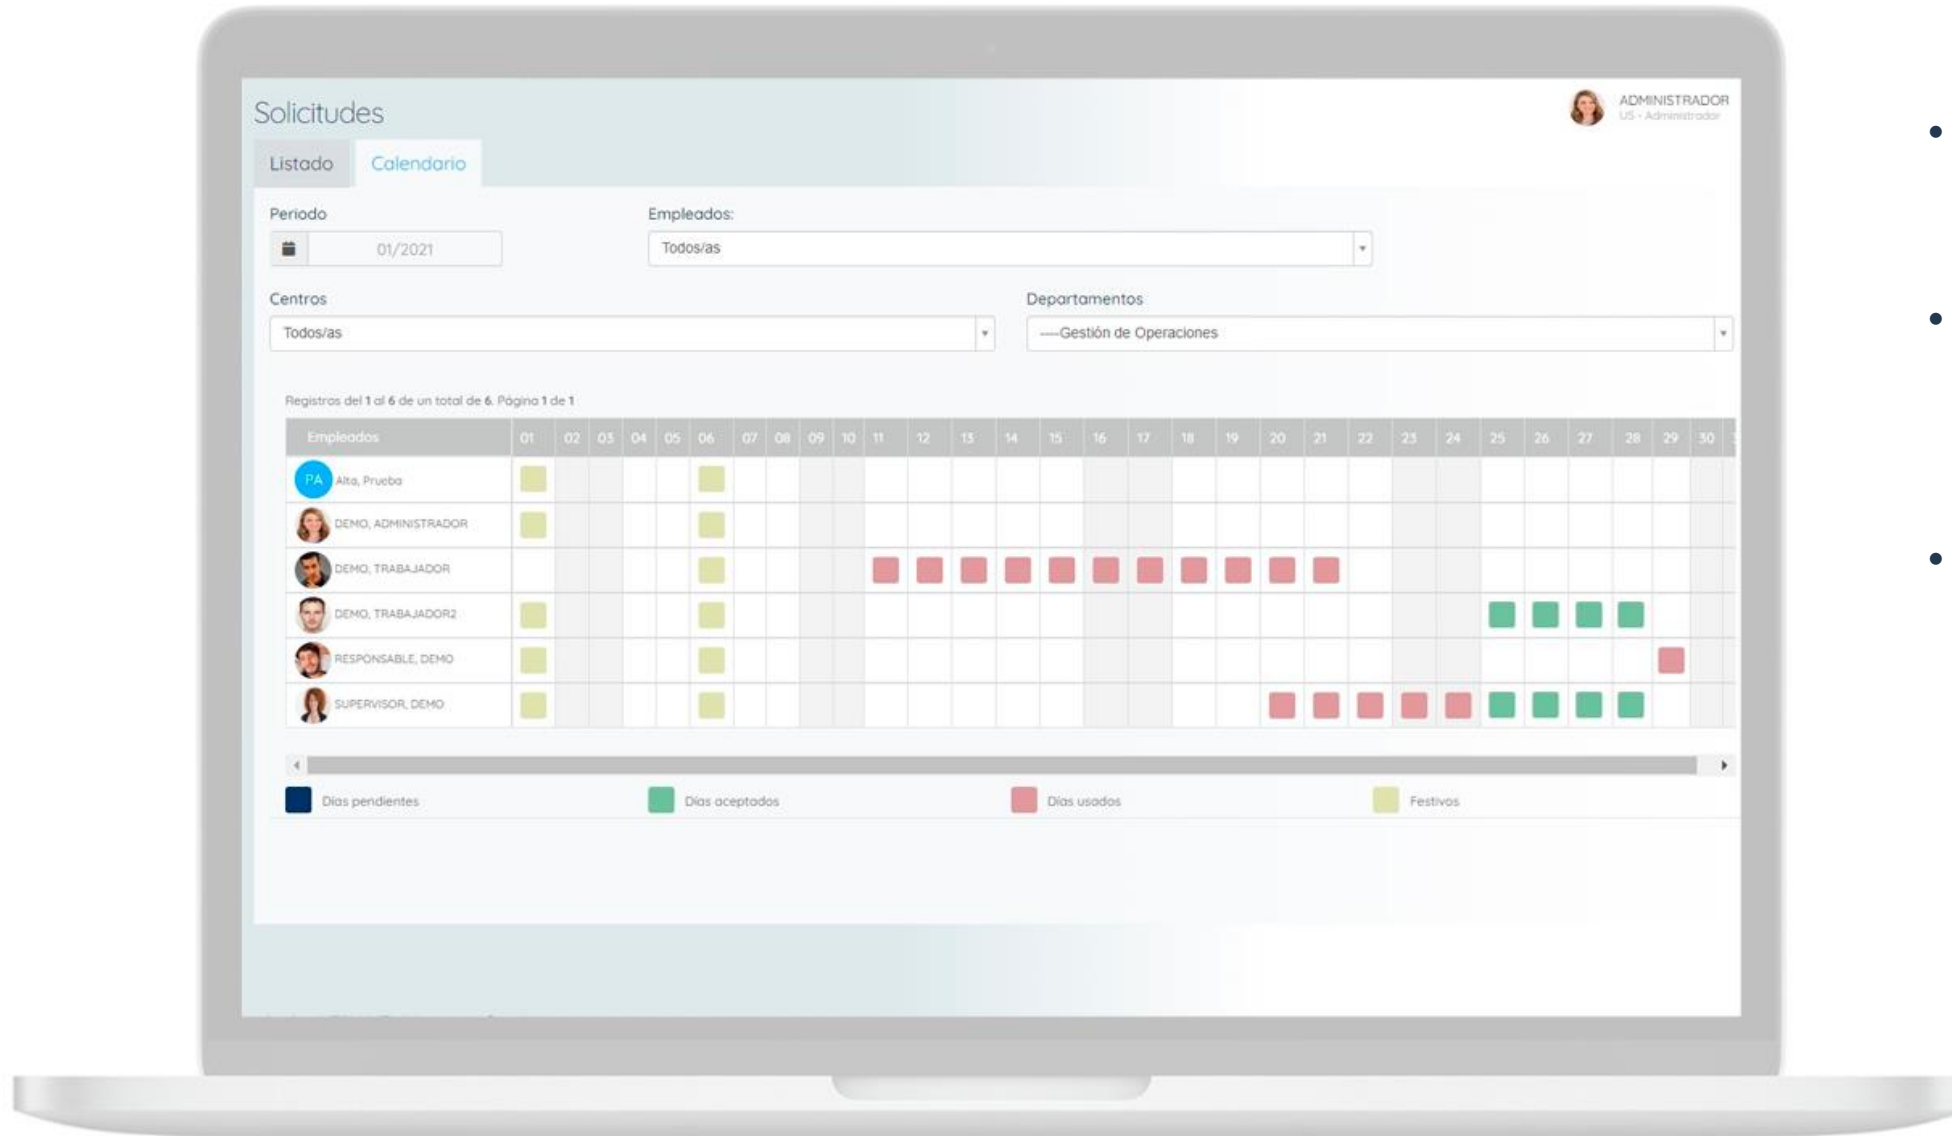 Solicitudes
ADMINISTRADOR
US - Administrador
Listado Calendario
Periodo Empleados:
01/2021 Todos/as
Centros Departamentos
Todos/as ----Gestión de Operaciones
Registros del 1 al 6 de un total de 6. Página 1 de 1
Empleados 01 02 03 04 05 06 07 08 09 10 11 12 13 14 15 16 17 18 19 20 21 22 23 24 25 26 27 28 29 30
PA Alta, Prueba
DEMO, ADMINISTRADOR
DEMO, TRABAJADOR
DEMO, TRABAJADOR2
RESPONSABLE, DEMO
SUPERVISOR, DEMO
Días pendientes Días aceptados Días usados Festivos